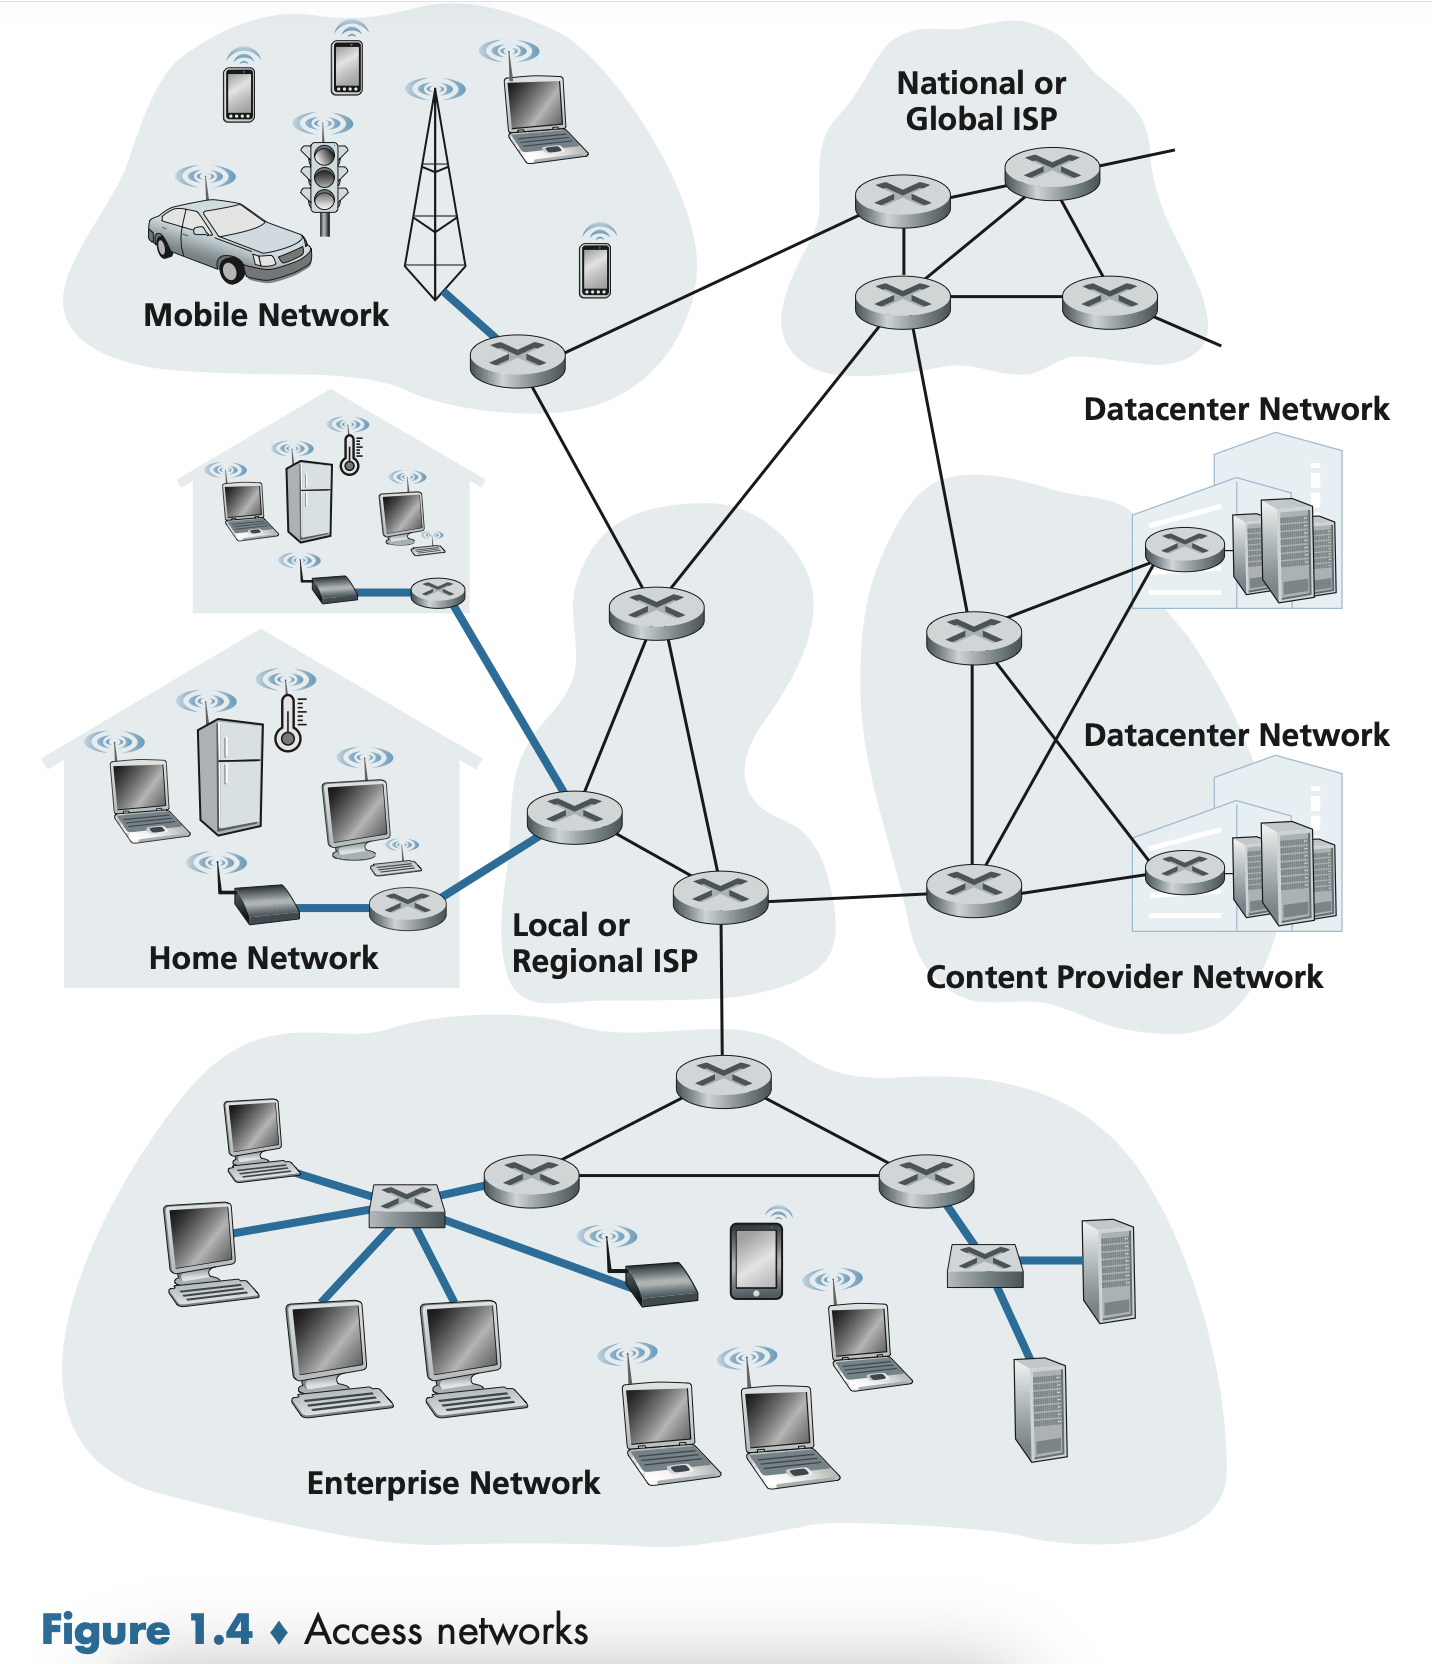 National or
Global ISP
Mobile Network
Datacenter Network
Datacenter Network
Home Network
Local or
Regional ISP
Content Provider Network
Enterprise Network
Figure 1.4 ♦ Access networks